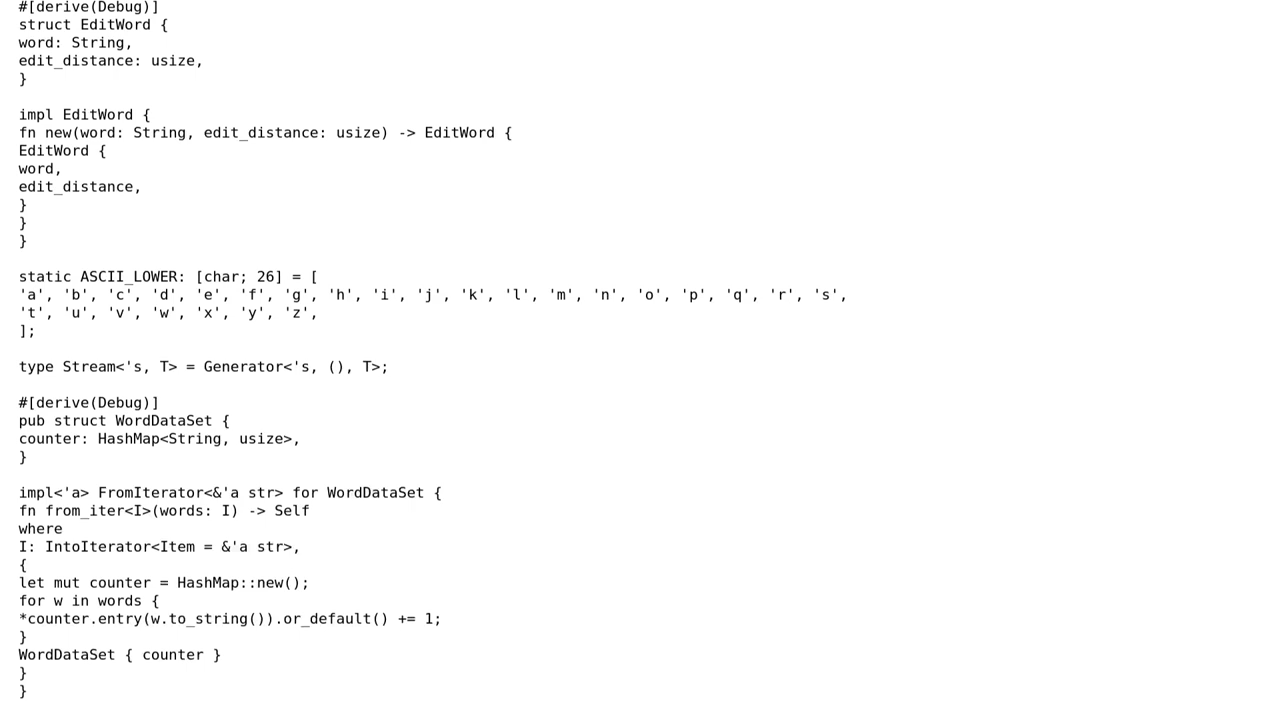 #[derive(Debug)]
struct EditWord {
word: String,
edit_distance: usize,
}

impl EditWord {
fn new(word: String, edit_distance: usize) -> EditWord {
EditWord {
word,
edit_distance,
}
}
}

static ASCII_LOWER: [char; 26] = [
'a', 'b', 'c', 'd', 'e', 'f', 'g', 'h', 'i', 'j', 'k', 'l', 'm', 'n', 'o', 'p', 'q', 'r', 's',
't', 'u', 'v', 'w', 'x', 'y', 'z',
];

type Stream<'s, T> = Generator<'s, (), T>;

#[derive(Debug)]
pub struct WordDataSet {
counter: HashMap<String, usize>,
}

impl<'a> FromIterator<&'a str> for WordDataSet {
fn from_iter<I>(words: I) -> Self
where
I: IntoIterator<Item = &'a str>,
{
let mut counter = HashMap::new();
for w in words {
*counter.entry(w.to_string()).or_default() += 1;
}
WordDataSet { counter }
}
}